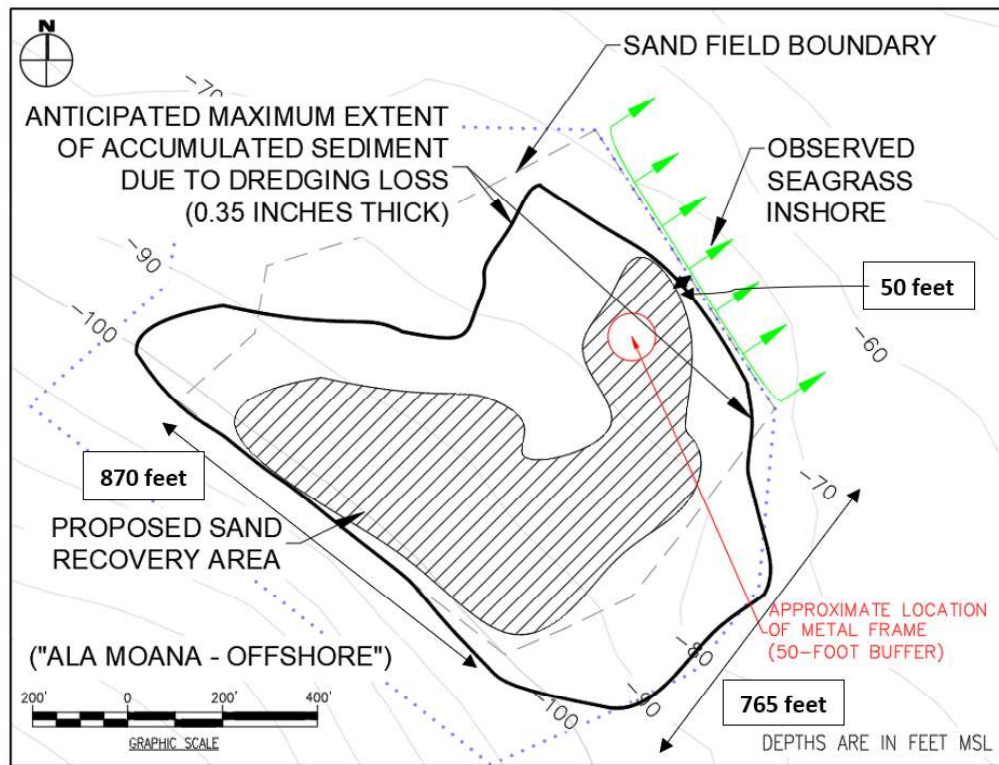 N
SAND FIELD BOUNDARY
-70
ANTICIPATED MAXIMUM EXTENT
OF ACCUMULATED SEDIMENT
DUE TO DREDGING LOSS
(0.35 INCHES THICK)
OBSERVED
SEAGRASS
INSHORE
-90
50 feet
-100
-60
870 feet
-70
PROPOSED SAND
RECOVERY AREA
APPROXIMATE LOCATION
OF METAL FRAME
(50-FOOT BUFFER)
-80
("ALA MOANA - OFFSHORE")
-90
765 feet
-100
200' 0 200' 400'
GRAPHIC SCALE
DEPTHS ARE IN FEET MSL